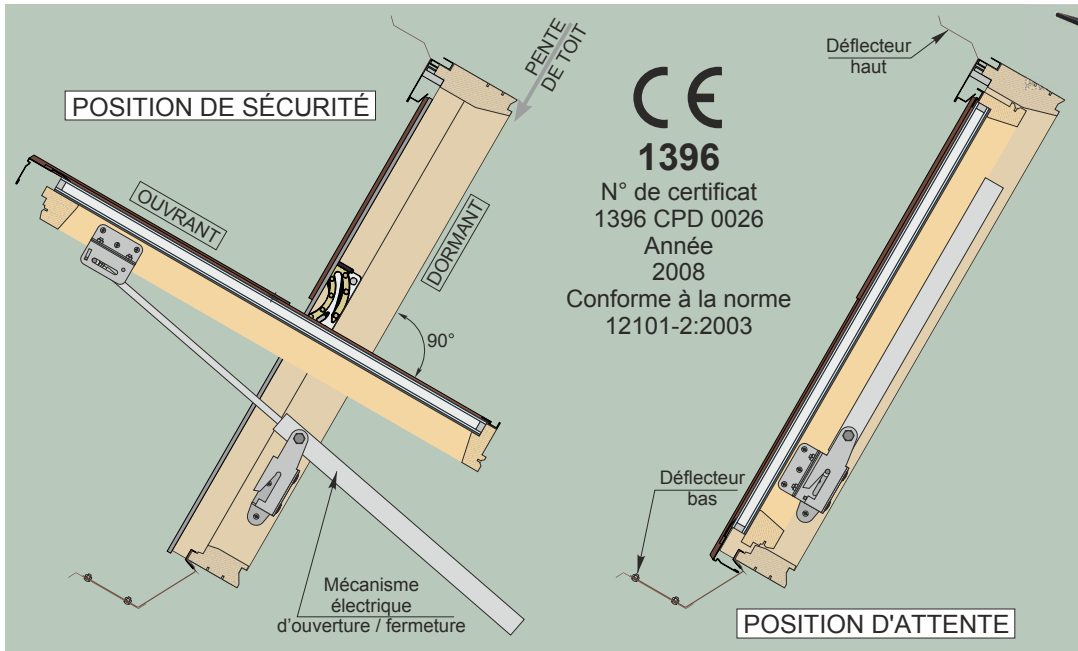 POSITION DE SÉCURITÉ
PENTE
DE TOIT
OUVRANT
DORMANT
90°
Mécanisme
électrique
d'ouverture / fermeture
CE
1396
N° de certificat
1396 CPD 0026
Année
2008
Conforme à la norme
12101-2:2003
Déflecteur
haut
Déflecteur
bas
POSITION D'ATTENTE